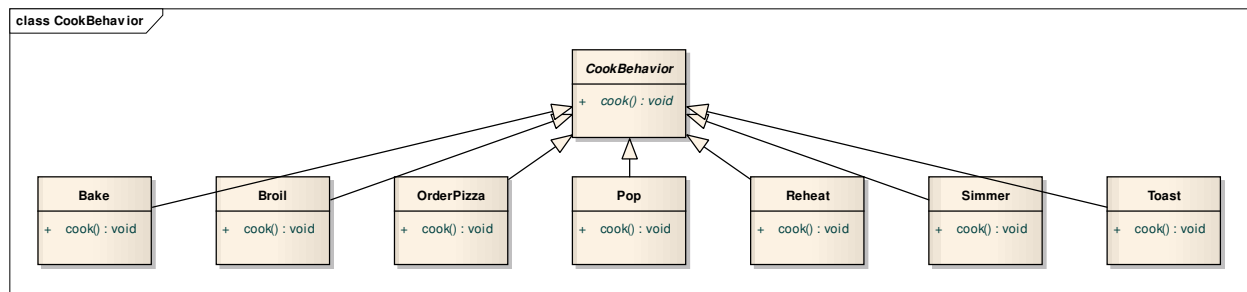 class CookBehavior
CookBehavior
+ cook() : void
Bake
+ cook() : void
Broil
+ cook() : void
OrderPizza
+ cook() : void
Pop
+ cook() : void
Reheat
+ cook() : void
Simmer
+ cook() : void
Toast
+ cook() : void